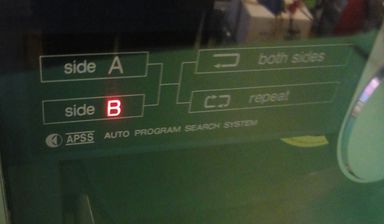 side A
both sides
side B
repeat
APSS AUTO PROGRAM SEARCH SYSTEM